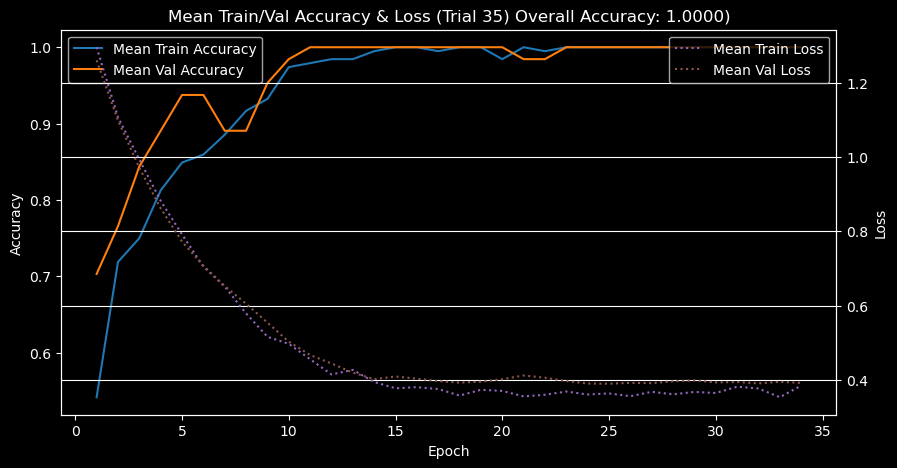 Mean Train/Val Accuracy & Loss (Trial 35) Overall Accuracy: 1.0000)
Mean Train Accuracy
Mean Val Accuracy
Mean Train Loss
Mean Val Loss
1.0
0.9
0.8
0.7
0.6
Accuracy
1.2
1.0
0.8
0.6
0.4
Loss
0 5 10 15 20 25 30 35
Epoch